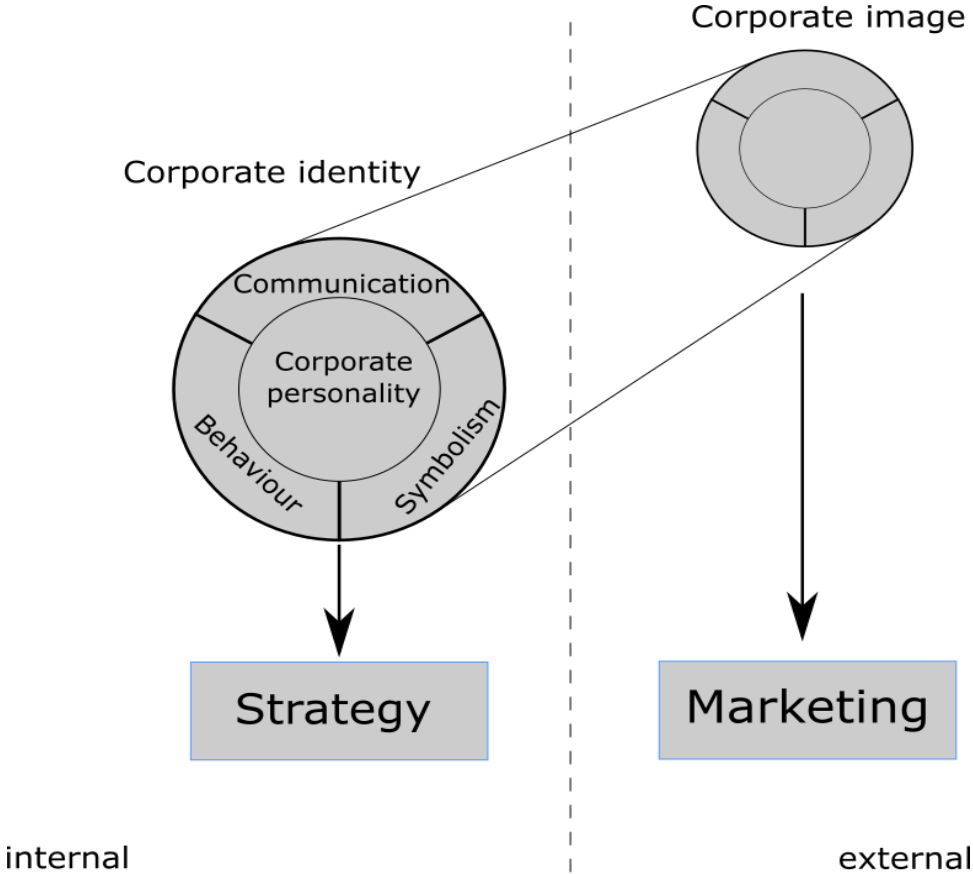 Corporate image
Corporate identity
Communication
Corporate
personality
Behaviour
Symbolism
Strategy
Marketing
internal
external